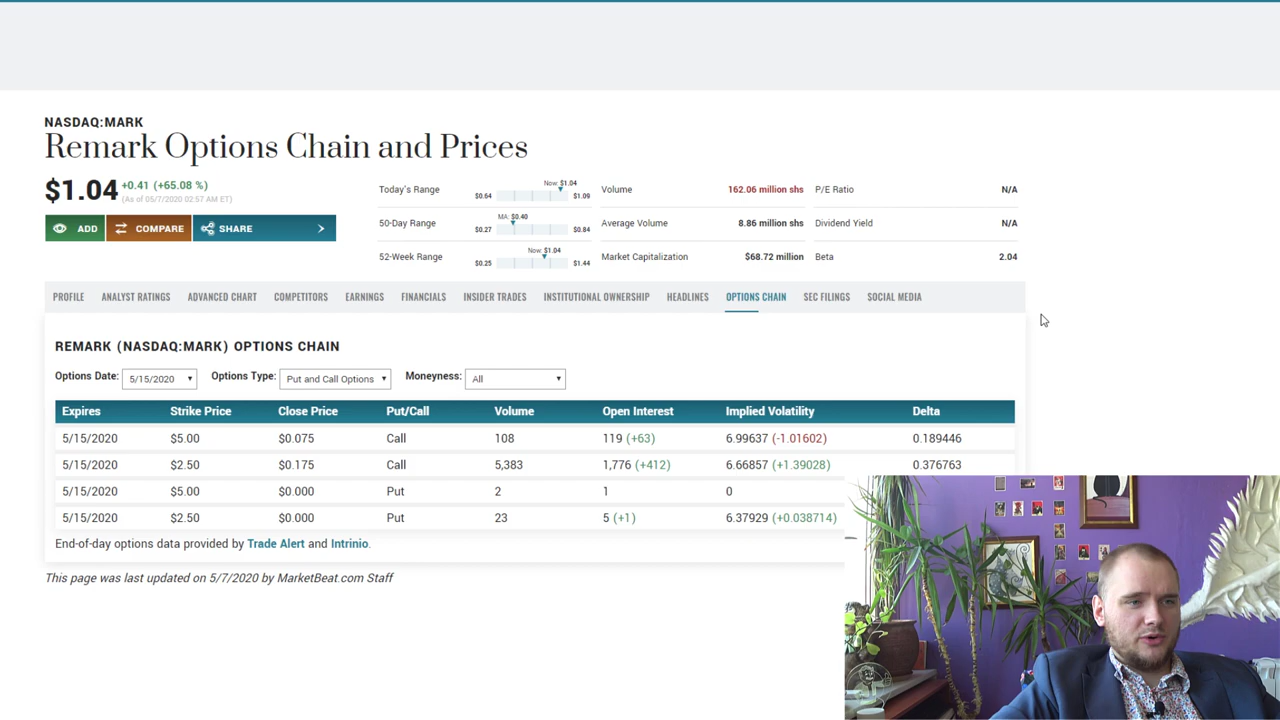 NASDAQ:MARK
Remark Options Chain and Prices
$1.04 +0.41 (+65.08 %)
(As of 05/7/2020 02:57 AM ET)
ADD COMPARE SHARE
Today's Range $0.64 Now: $1.04 $1.09
50-Day Range $0.27 MA: $0.40 $0.84
52-Week Range $0.25 Now: $1.04 $1.44
Volume 162.06 million shs
Average Volume 8.86 million shs
Market Capitalization $68.72 million
P/E Ratio N/A
Dividend Yield N/A
Beta 2.04
PROFILE ANALYST RATINGS ADVANCED CHART COMPETITORS EARNINGS FINANCIALS INSIDER TRADES INSTITUTIONAL OWNERSHIP HEADLINES OPTIONS CHAIN SEC FILINGS SOCIAL MEDIA
REMARK (NASDAQ:MARK) OPTIONS CHAIN
Options Date: 5/15/2020 Options Type: Put and Call Options Moneyness: All
Expires Strike Price Close Price Put/Call Volume Open Interest Implied Volatility Delta
5/15/2020 $5.00 $0.075 Call 108 119 (+63) 6.99637 (-1.01602) 0.189446
5/15/2020 $2.50 $0.175 Call 5,383 1,776 (+412) 6.66857 (+1.39028) 0.376763
5/15/2020 $5.00 $0.000 Put 2 1 0
5/15/2020 $2.50 $0.000 Put 23 5 (+1) 6.37929 (+0.038714)
End-of-day options data provided by Trade Alert and Intrinio.
This page was last updated on 5/7/2020 by MarketBeat.com Staff